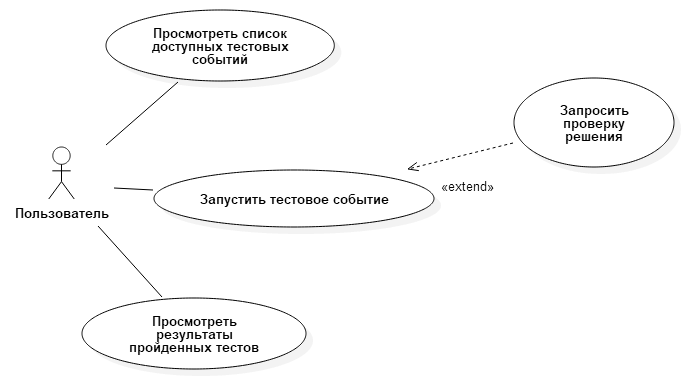 Просмотреть список
доступных тестовых
событий
Запросить
проверку
решения
Запустить тестовое событие
«extend»
Пользователь
Просмотреть
результаты
пройденных тестов